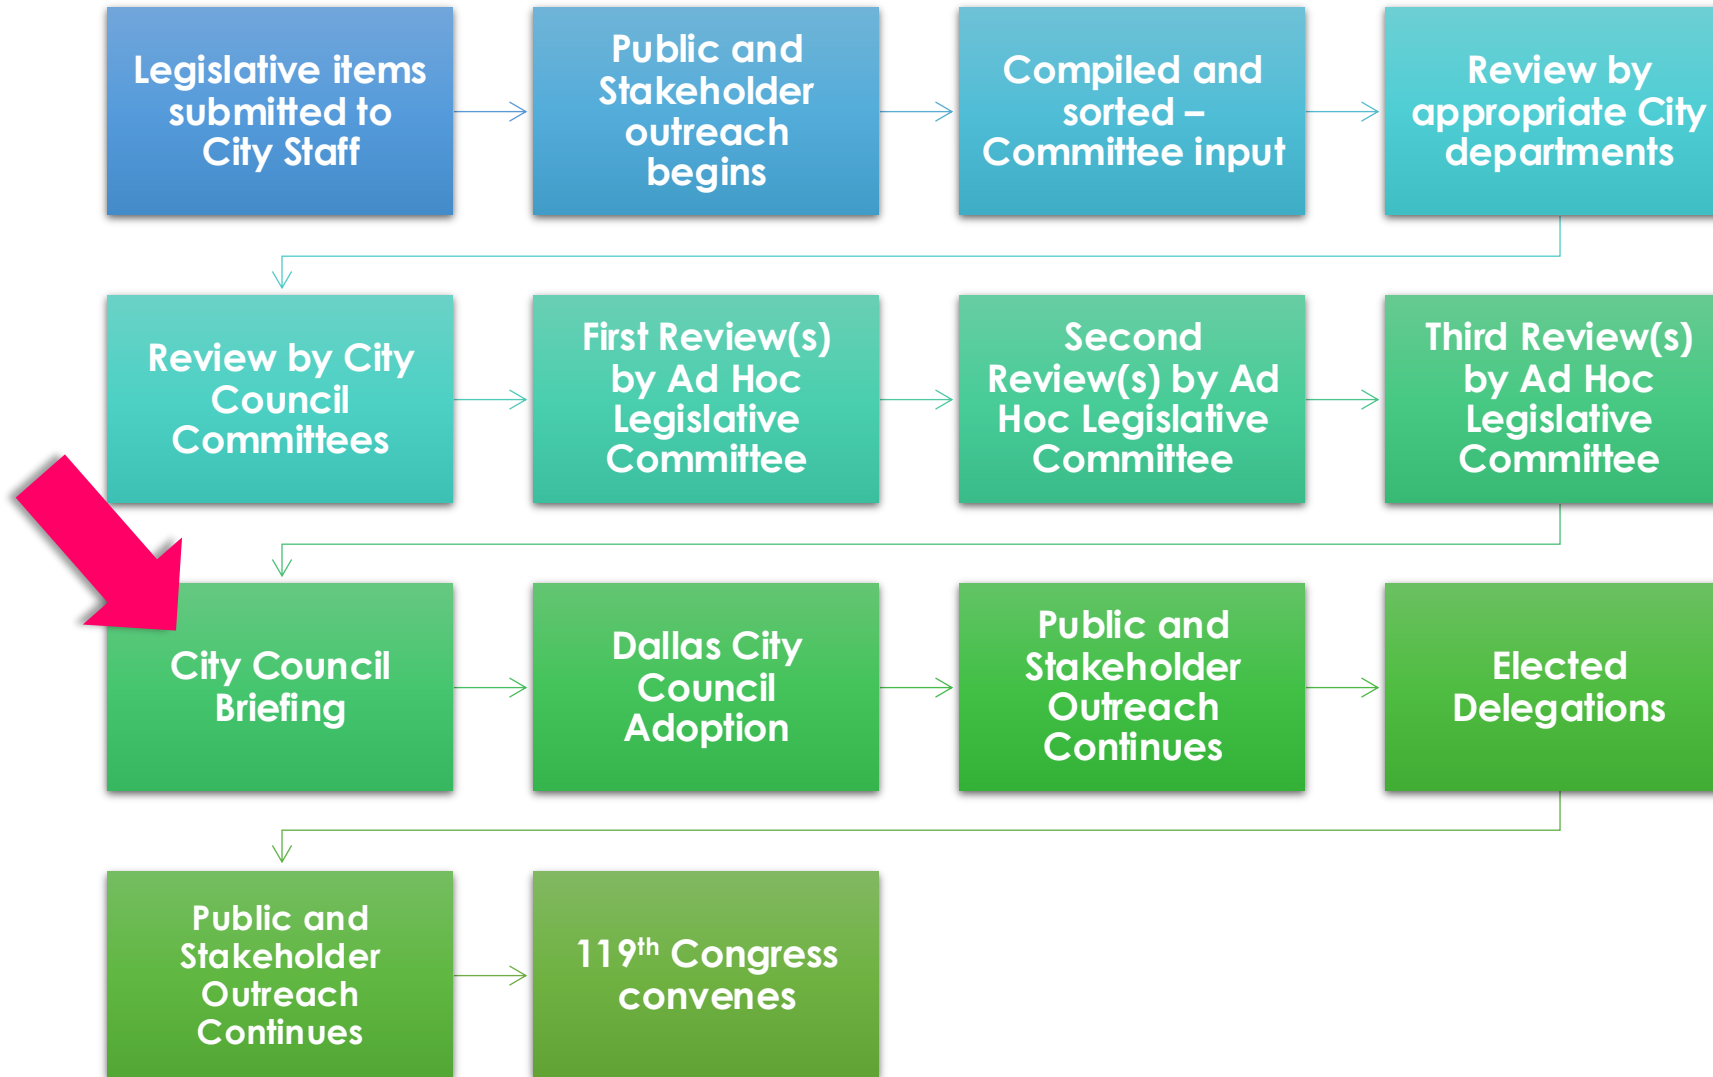 Legislative items
submitted to
City Staff
Public and
Stakeholder
outreach
begins
Compiled and
sorted –
Committee input
Review by
appropriate City
departments
Review by City
Council
Committees
First Review(s)
by Ad Hoc
Legislative
Committee
Second
Review(s) by Ad
Hoc Legislative
Committee
Third Review(s)
by Ad Hoc
Legislative
Committee
City Council
Briefing
Dallas City
Council
Adoption
Public and
Stakeholder
Outreach
Continues
Elected
Delegations
Public and
Stakeholder
Outreach
Continues
119th Congress
convenes